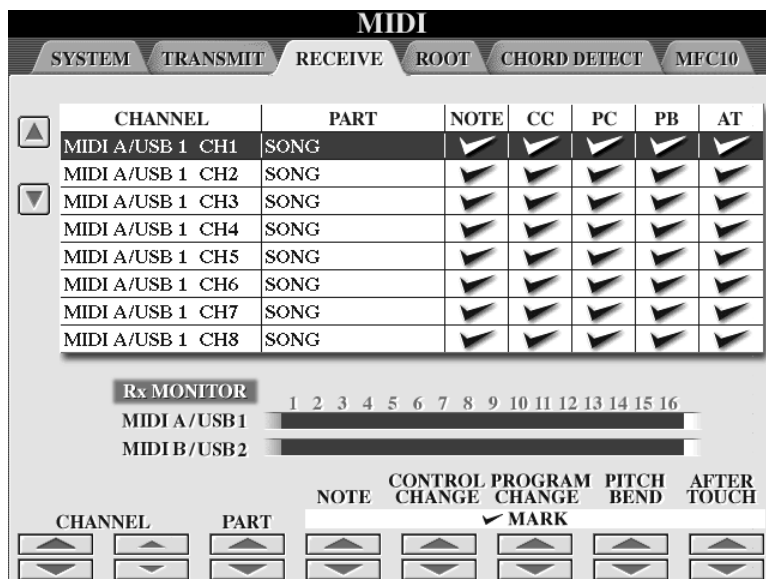 MIDI
SYSTEM TRANSMIT RECEIVE ROOT CHORD DETECT MFC10
CHANNEL PART NOTE CC PC PB AT
MIDI A/USB 1 CH1 SONG
MIDI A/USB 1 CH2 SONG
MIDI A/USB 1 CH3 SONG
MIDI A/USB 1 CH4 SONG
MIDI A/USB 1 CH5 SONG
MIDI A/USB 1 CH6 SONG
MIDI A/USB 1 CH7 SONG
MIDI A/USB 1 CH8 SONG
Rx MONITOR 1 2 3 4 5 6 7 8 9 10 11 12 13 14 15 16
MIDI A/USB1
MIDI B/USB2
CHANNEL PART NOTE CONTROL CHANGE PROGRAM CHANGE PITCH BEND AFTER TOUCH
MARK